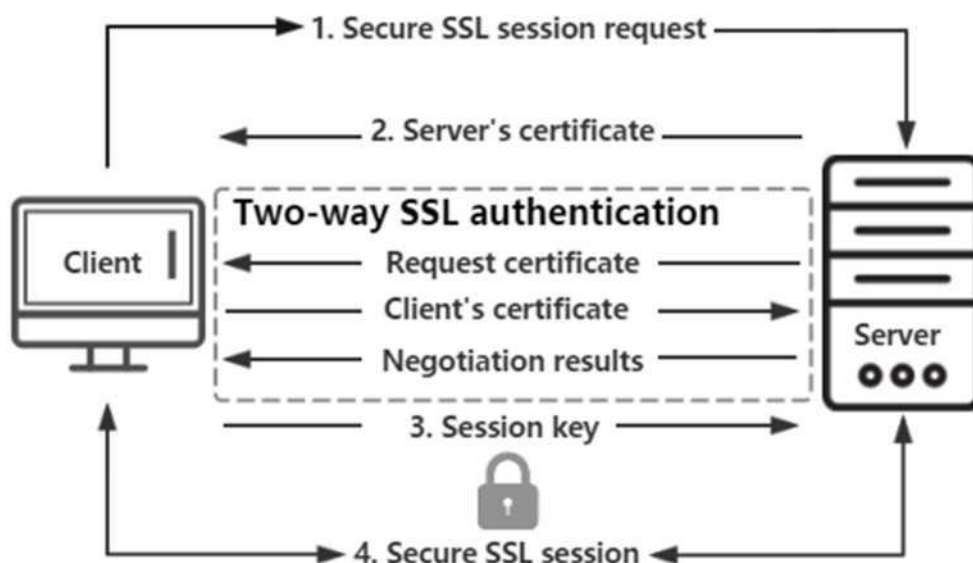 1. Secure SSL session request
2. Server's certificate
Two-way SSL authentication
Client
Request certificate
Client's certificate
Server
Negotiation results
3. Session key
4. Secure SSL session